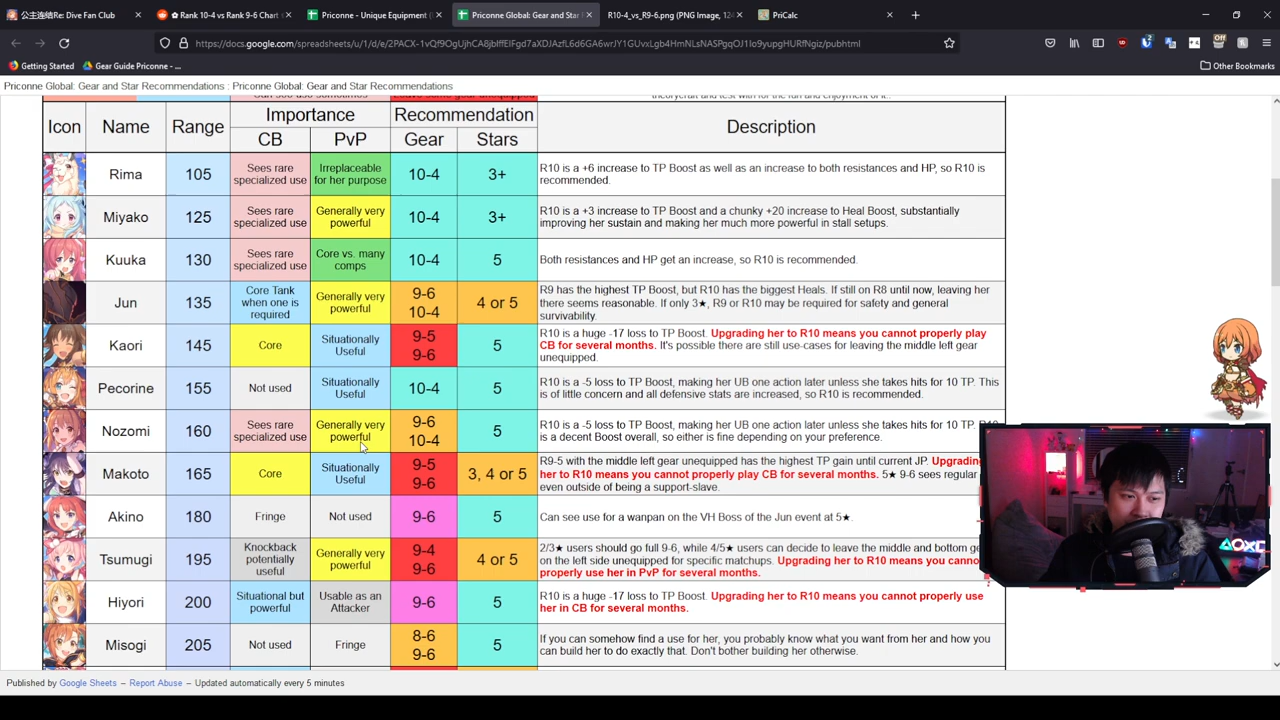 公主连结Re: Dive Fan Club
Rank 10-4 vs Rank 9-6 Chart
Priconne - Unique Equipment (
Priconne Global: Gear and Star
R10-4_vs_R9-6.png (PNG Image, 124
PriCalc
Getting Started
Gear Guide Priconne - ...
Other Bookmarks
Priconne Global: Gear and Star Recommendations : Priconne Global: Gear and Star Recommendations
Icon Name Range Importance Recommendation Description
CB PvP Gear Stars
Rima 105 Sees rare specialized use Irreplaceable for her purpose 10-4 3+ R10 is a +6 increase to TP Boost as well as an increase to both resistances and HP, so R10 is
recommended.
Miyako 125 Sees rare specialized use Generally very powerful 10-4 3+ R10 is a +3 increase to TP Boost and a chunky +20 increase to Heal Boost, substantially
improving her sustain and making her much more powerful in stall setups.
Kuuka 130 Sees rare specialized use Core vs. many comps 10-4 5 Both resistances and HP get an increase, so R10 is recommended.
Jun 135 Core Tank when one is required Generally very powerful 9-6 10-4 4 or 5 R9 has the highest TP Boost, but R10 has the biggest Heals. If still on R8 until now, leaving her
there seems reasonable. If only 3★, R9 or R10 may be required for safety and general
survivability.
Kaori 145 Core Situationally Useful 9-5 9-6 5 R10 is a huge -17 loss to TP Boost. Upgrading her to R10 means you cannot properly play
CB for several months. It's possible there are still use-cases for leaving the middle left gear
unequipped.
Pecorine 155 Not used Situationally Useful 10-4 5 R10 is a -5 loss to TP Boost, making her UB one action later unless she takes hits for 10 TP. This
is of little concern and all defensive stats are increased, so R10 is recommended.
Nozomi 160 Sees rare specialized use Generally very powerful 9-6 10-4 5 R10 is a -5 loss to TP Boost, making her UB one action later unless she takes hits for 10 TP.
is a decent Boost overall, so either is fine depending on your preference.
Makoto 165 Core Situationally Useful 9-5 9-6 3, 4 or 5 R9-5 with the middle left gear unequipped has the highest TP gain until current JP. Upgrading
her to R10 means you cannot properly play CB for several months. 5★ 9-6 sees regular
even outside of being a support-slave.
Akino 180 Fringe Not used 9-6 5 Can see use for a wanpan on the VH Boss of the Jun event at 5★.
Tsumugi 195 Knockback potentially useful Generally very powerful 9-4 9-6 4 or 5 2/3★ users should go full 9-6, while 4/5★ users can decide to leave the middle and bottom ge
on the left side unequipped for specific matchups. Upgrading her to R10 means you canno
properly use her in PvP for several months.
Hiyori 200 Situational but powerful Usable as an Attacker 9-6 5 R10 is a huge -17 loss to TP Boost. Upgrading her to R10 means you cannot properly use
her in CB for several months.
Misogi 205 Not used Fringe 8-6 9-6 5 If you can somehow find a use for her, you probably know what you want from her and how you
can build her to do exactly that. Don't bother building her otherwise.
Published by Google Sheets – Report Abuse – Updated automatically every 5 minutes